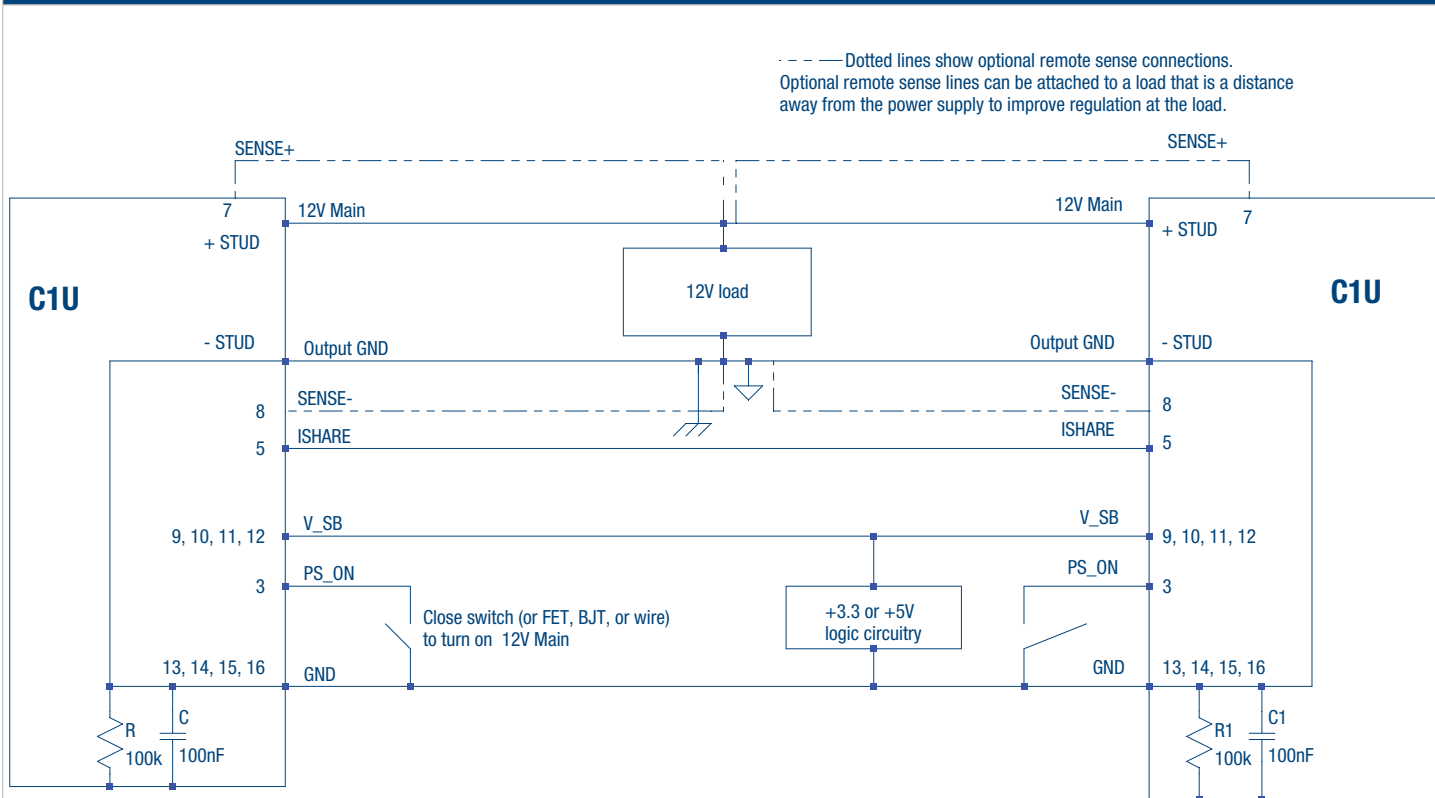 Dotted lines show optional remote sense connections.
Optional remote sense lines can be attached to a load that is a distance
away from the power supply to improve regulation at the load.
SENSE+
SENSE+
7
12V Main
12V Main
7
+ STUD
+ STUD
C1U
12V load
C1U
- STUD
Output GND
Output GND
- STUD
8
SENSE-
SENSE-
8
5
ISHARE
ISHARE
5
9, 10, 11, 12
V_SB
V_SB
9, 10, 11, 12
3
PS_ON
PS_ON
3
Close switch (or FET, BJT, or wire)
to turn on 12V Main
+3.3 or +5V
logic circuitry
13, 14, 15, 16
GND
GND
13, 14, 15, 16
R
100k
C
100nF
R1
100k
C1
100nF